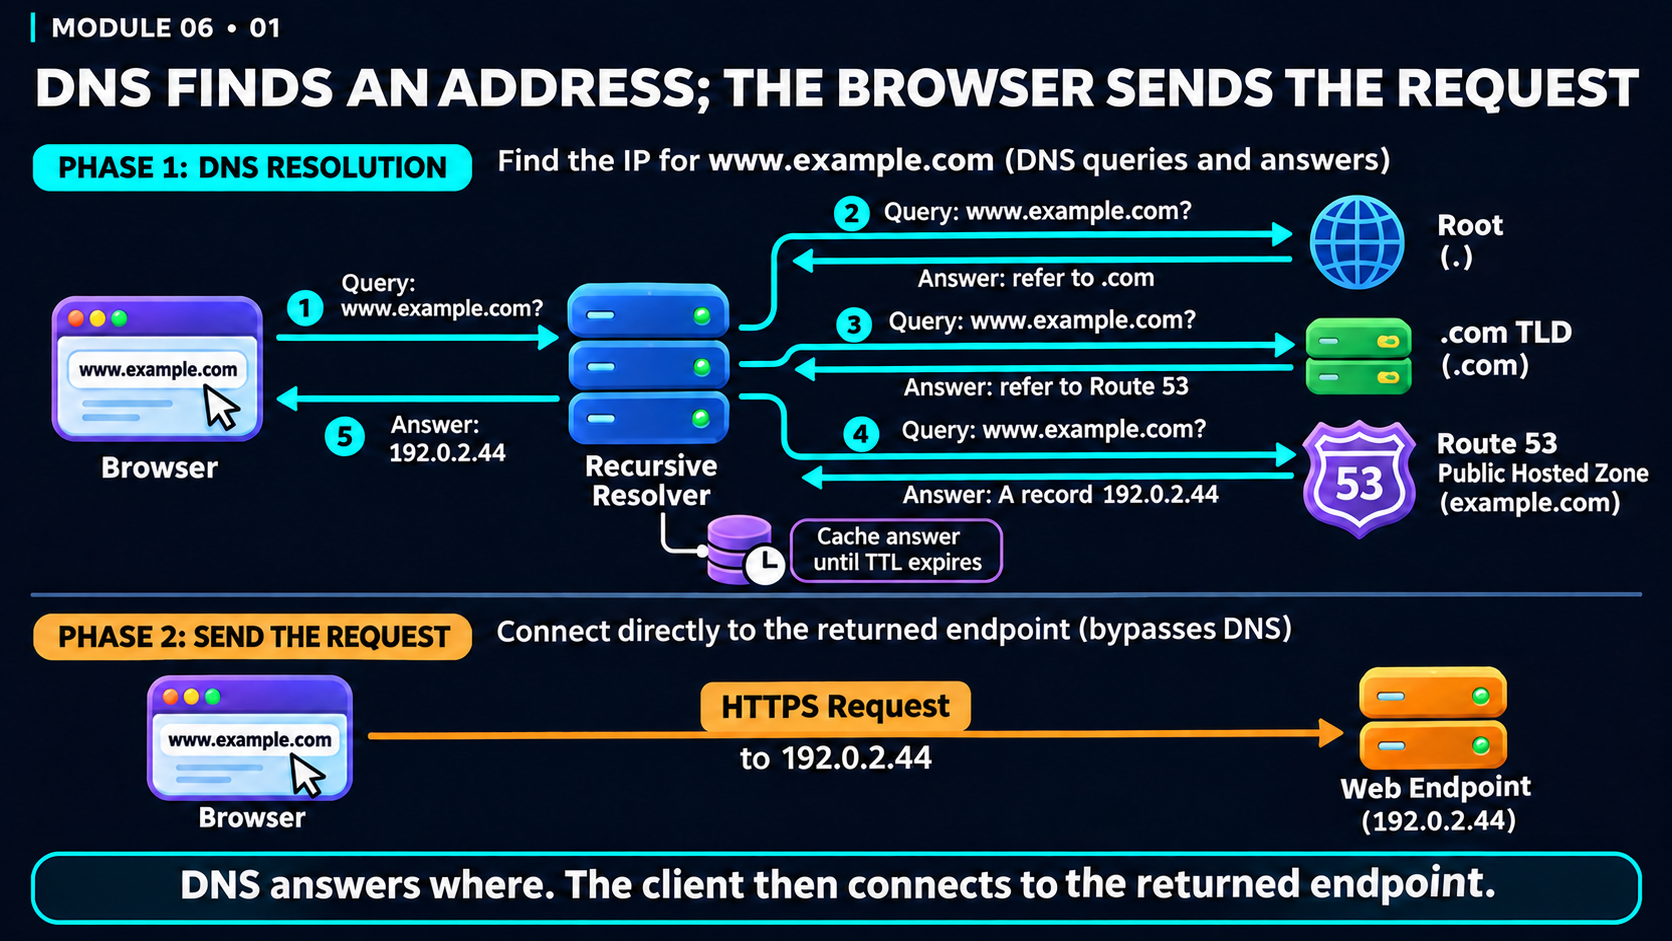 MODULE 06 • 01
DNS FINDS AN ADDRESS; THE BROWSER SENDS THE REQUEST
PHASE 1: DNS RESOLUTION
Find the IP for www.example.com (DNS queries and answers)
2
Query: www.example.com?
Answer: refer to .com
Root
(.)
1
Query:
www.example.com?
www.example.com
Browser
5
Answer:
192.0.2.44
Recursive
Resolver
3
Query: www.example.com?
Answer: refer to Route 53
.com TLD
(.com)
4
Query: www.example.com?
Answer: A record 192.0.2.44
53
Route 53
Public Hosted Zone
(example.com)
Cache answer
until TTL expires
PHASE 2: SEND THE REQUEST
Connect directly to the returned endpoint (bypasses DNS)
www.example.com
Browser
HTTPS Request
to 192.0.2.44
Web Endpoint
(192.0.2.44)
DNS answers where. The client then connects to the returned endpoint.